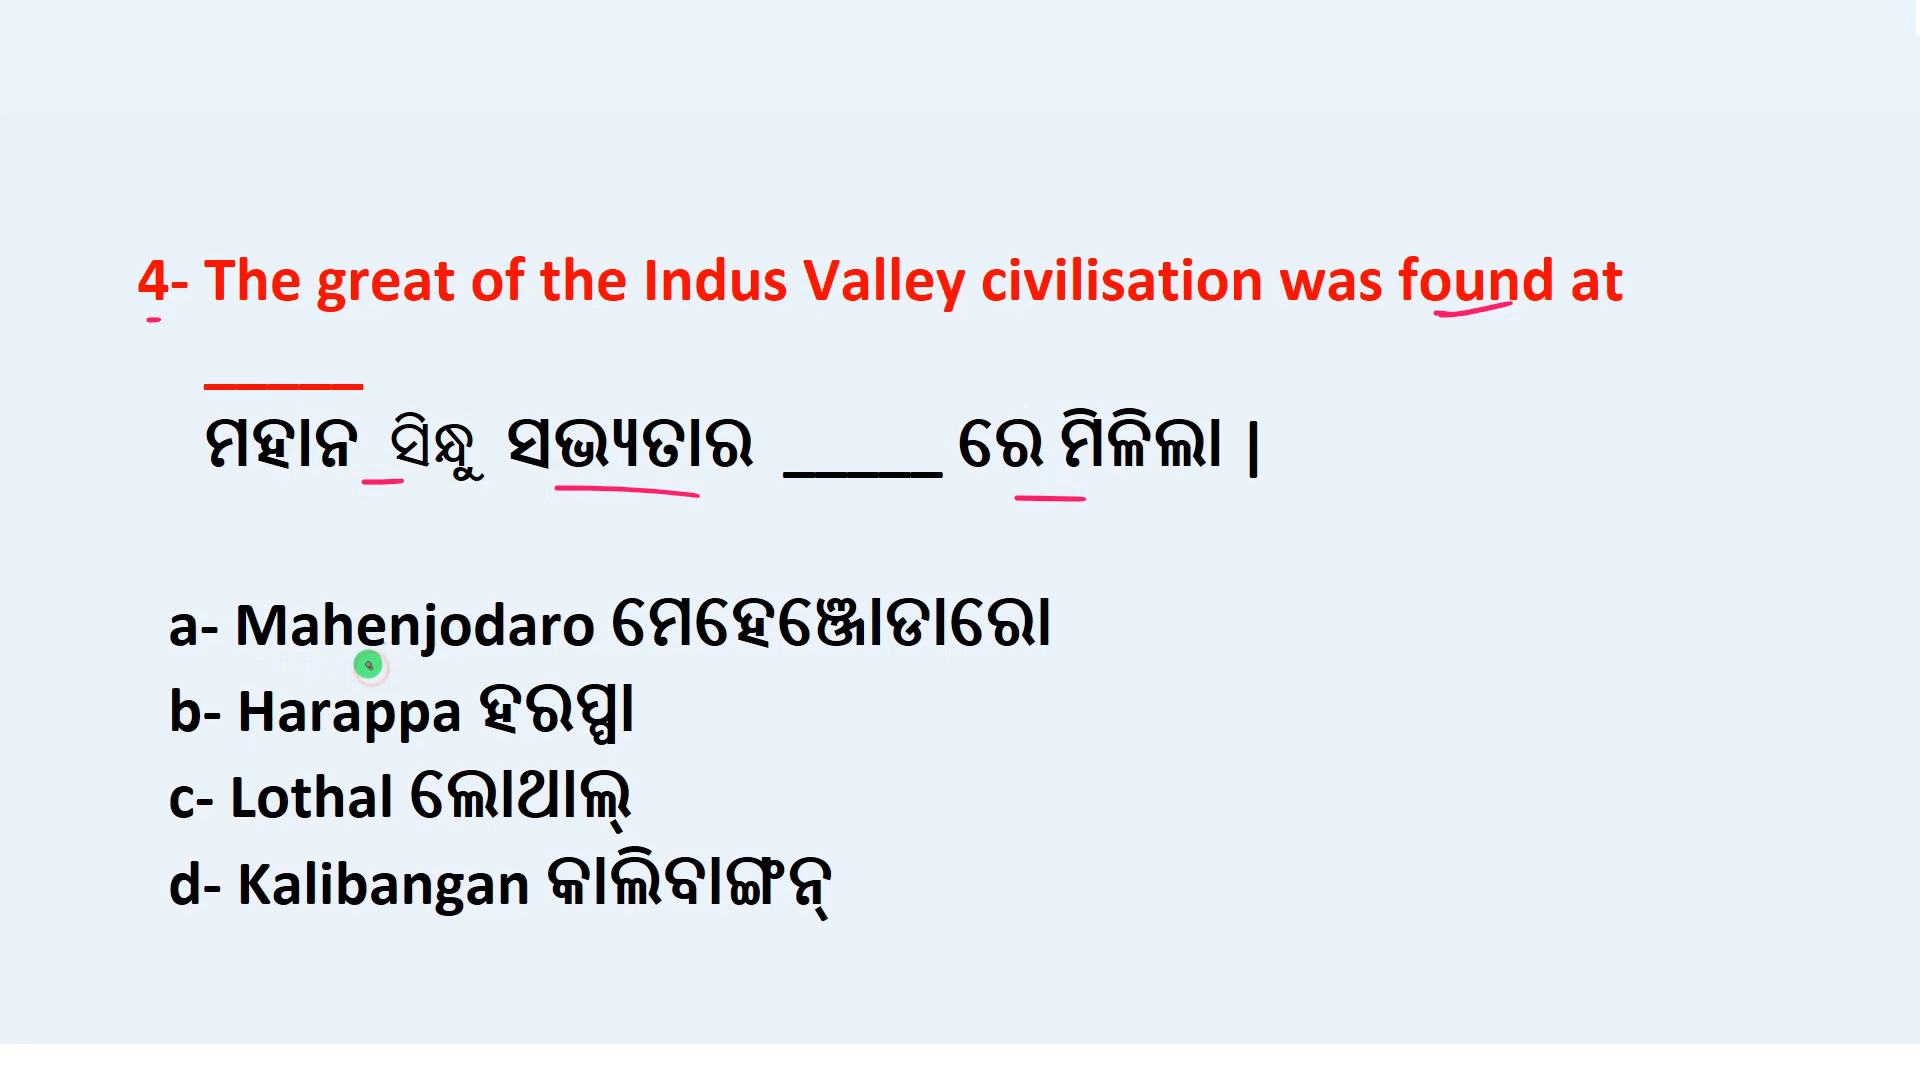 4- The great of the Indus Valley civilisation was found at
_____
ମହାନ ସିନ୍ଧୁ ସଭ୍ୟତାର _____ ରେ ମିଳିଲା |
a- Mahenjodaro ମେହେଞ୍ଜୋଡାରୋ
b- Harappa ହରପ୍ପା
c- Lothal ଲୋଥାଲ୍
d- Kalibangan କାଲିବାଙ୍ଗନ୍